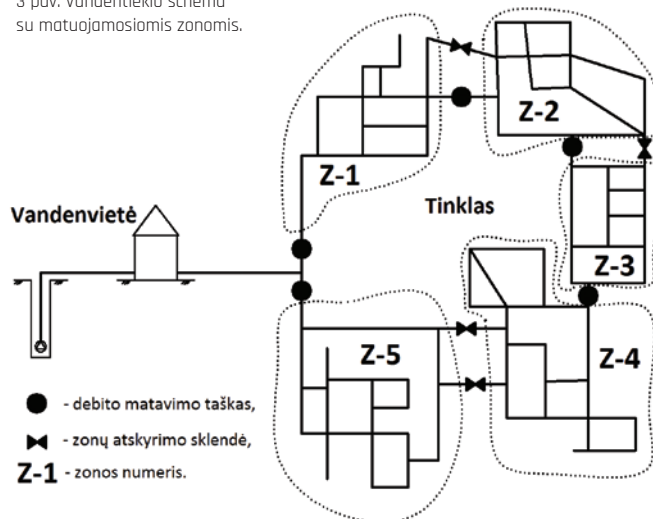 3 pav. Vandentiekio schema
su matuojamosiomis zonomis.
Z-2
Z-1
Vandenvietė
Tinklas
Z-3
Z-5
Z-4
- debito matavimo taškas,
- zonų atskyrimo sklendė,
Z-1 - zonos numeris.